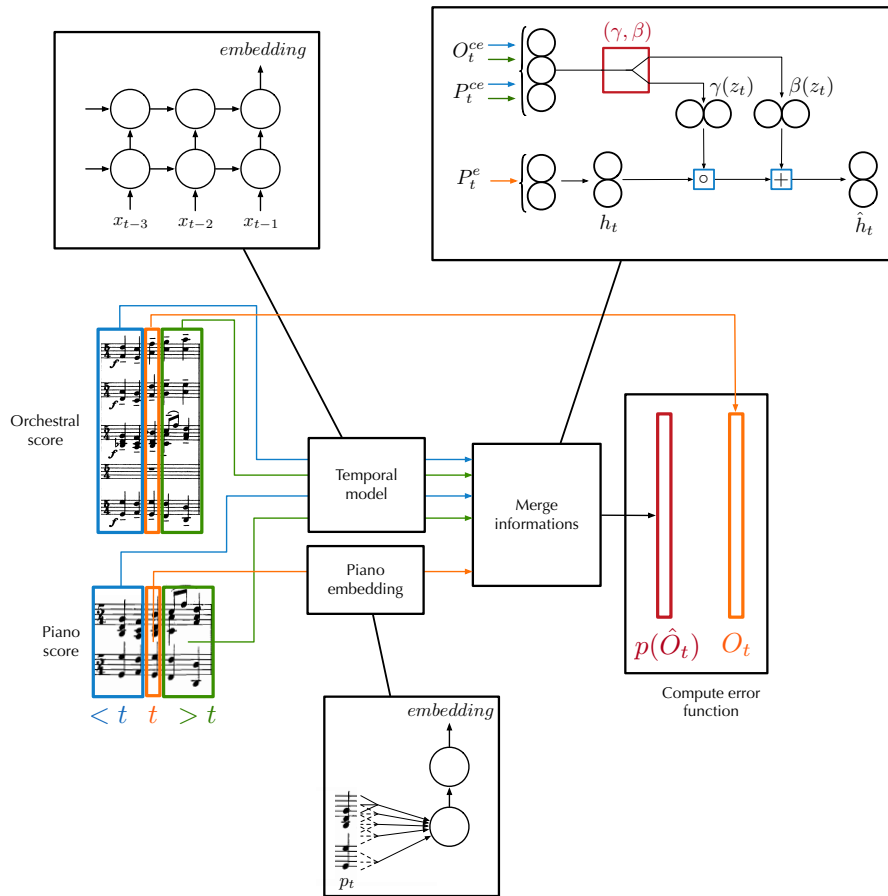 embedding
x_{t−3} x_{t−2} x_{t−1}
(γ, β)
O_t^{ce}
P_t^{ce}
γ(z_t) β(z_t)
P_t^e
h_t
ĥ_t
Orchestral
score
Temporal
model
Merge
informations
Piano
embedding
Piano
score
< t t > t
p(Ô_t) O_t
Compute error
function
embedding
p_t